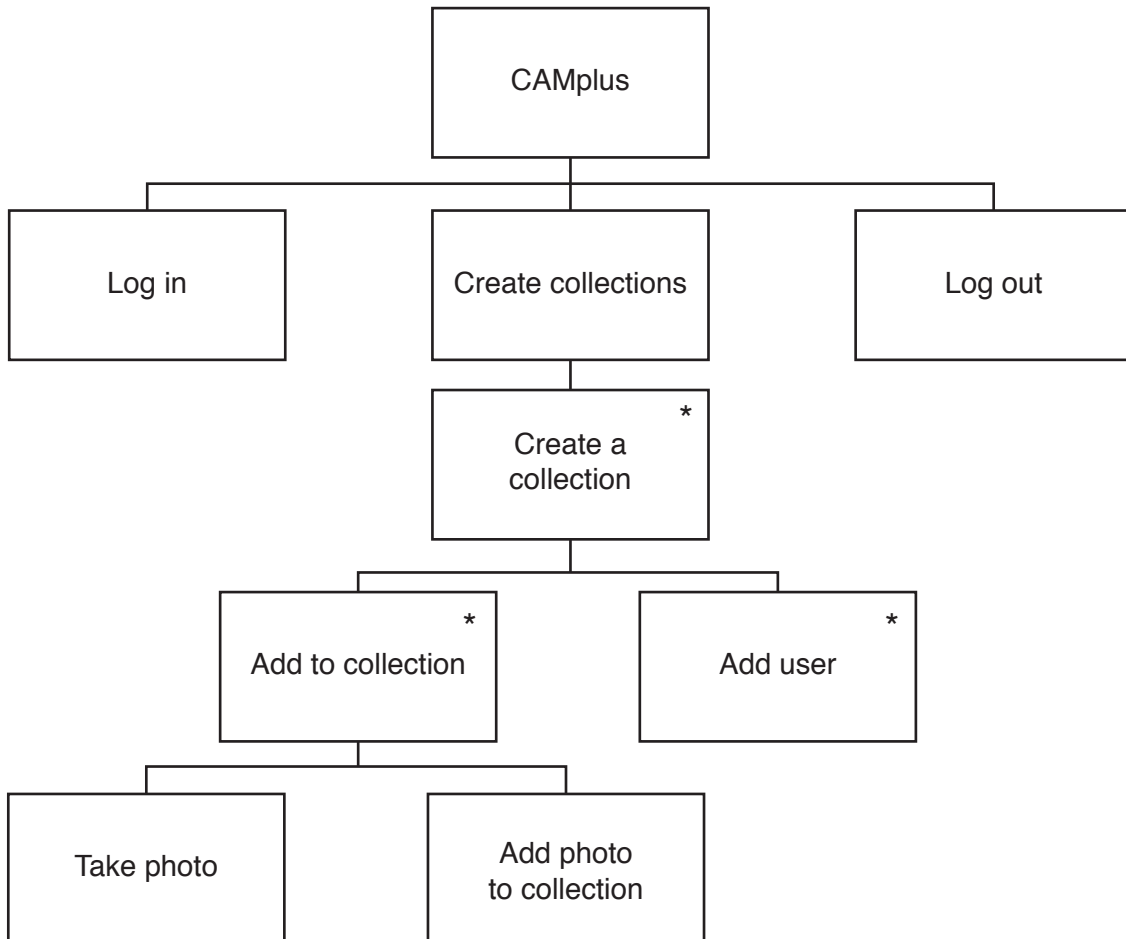 CAMplus
Log in
Create collections
Log out
*
Create a
collection
*
Add to collection
*
Add user
Take photo
Add photo
to collection